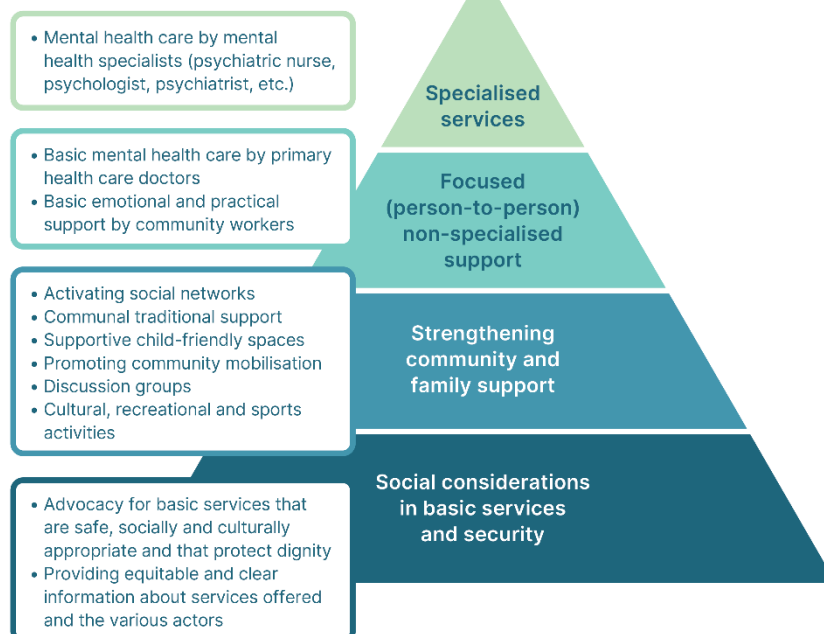 • Mental health care by mental
health specialists (psychiatric nurse,
psychologist, psychiatrist, etc.)
Specialised
services
• Basic mental health care by primary
health care doctors
• Basic emotional and practical
support by community workers
Focused
(person-to-person)
non-specialised
support
• Activating social networks
• Communal traditional support
• Supportive child-friendly spaces
• Promoting community mobilisation
• Discussion groups
• Cultural, recreational and sports
activities
Strengthening
community and
family support
• Advocacy for basic services that
are safe, socially and culturally
appropriate and that protect dignity
• Providing equitable and clear
information about services offered
and the various actors
Social considerations
in basic services
and security